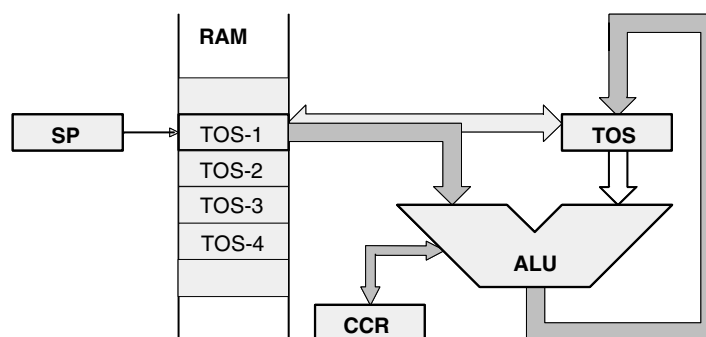 RAM
SP
TOS-1
TOS
TOS-2
TOS-3
TOS-4
ALU
CCR